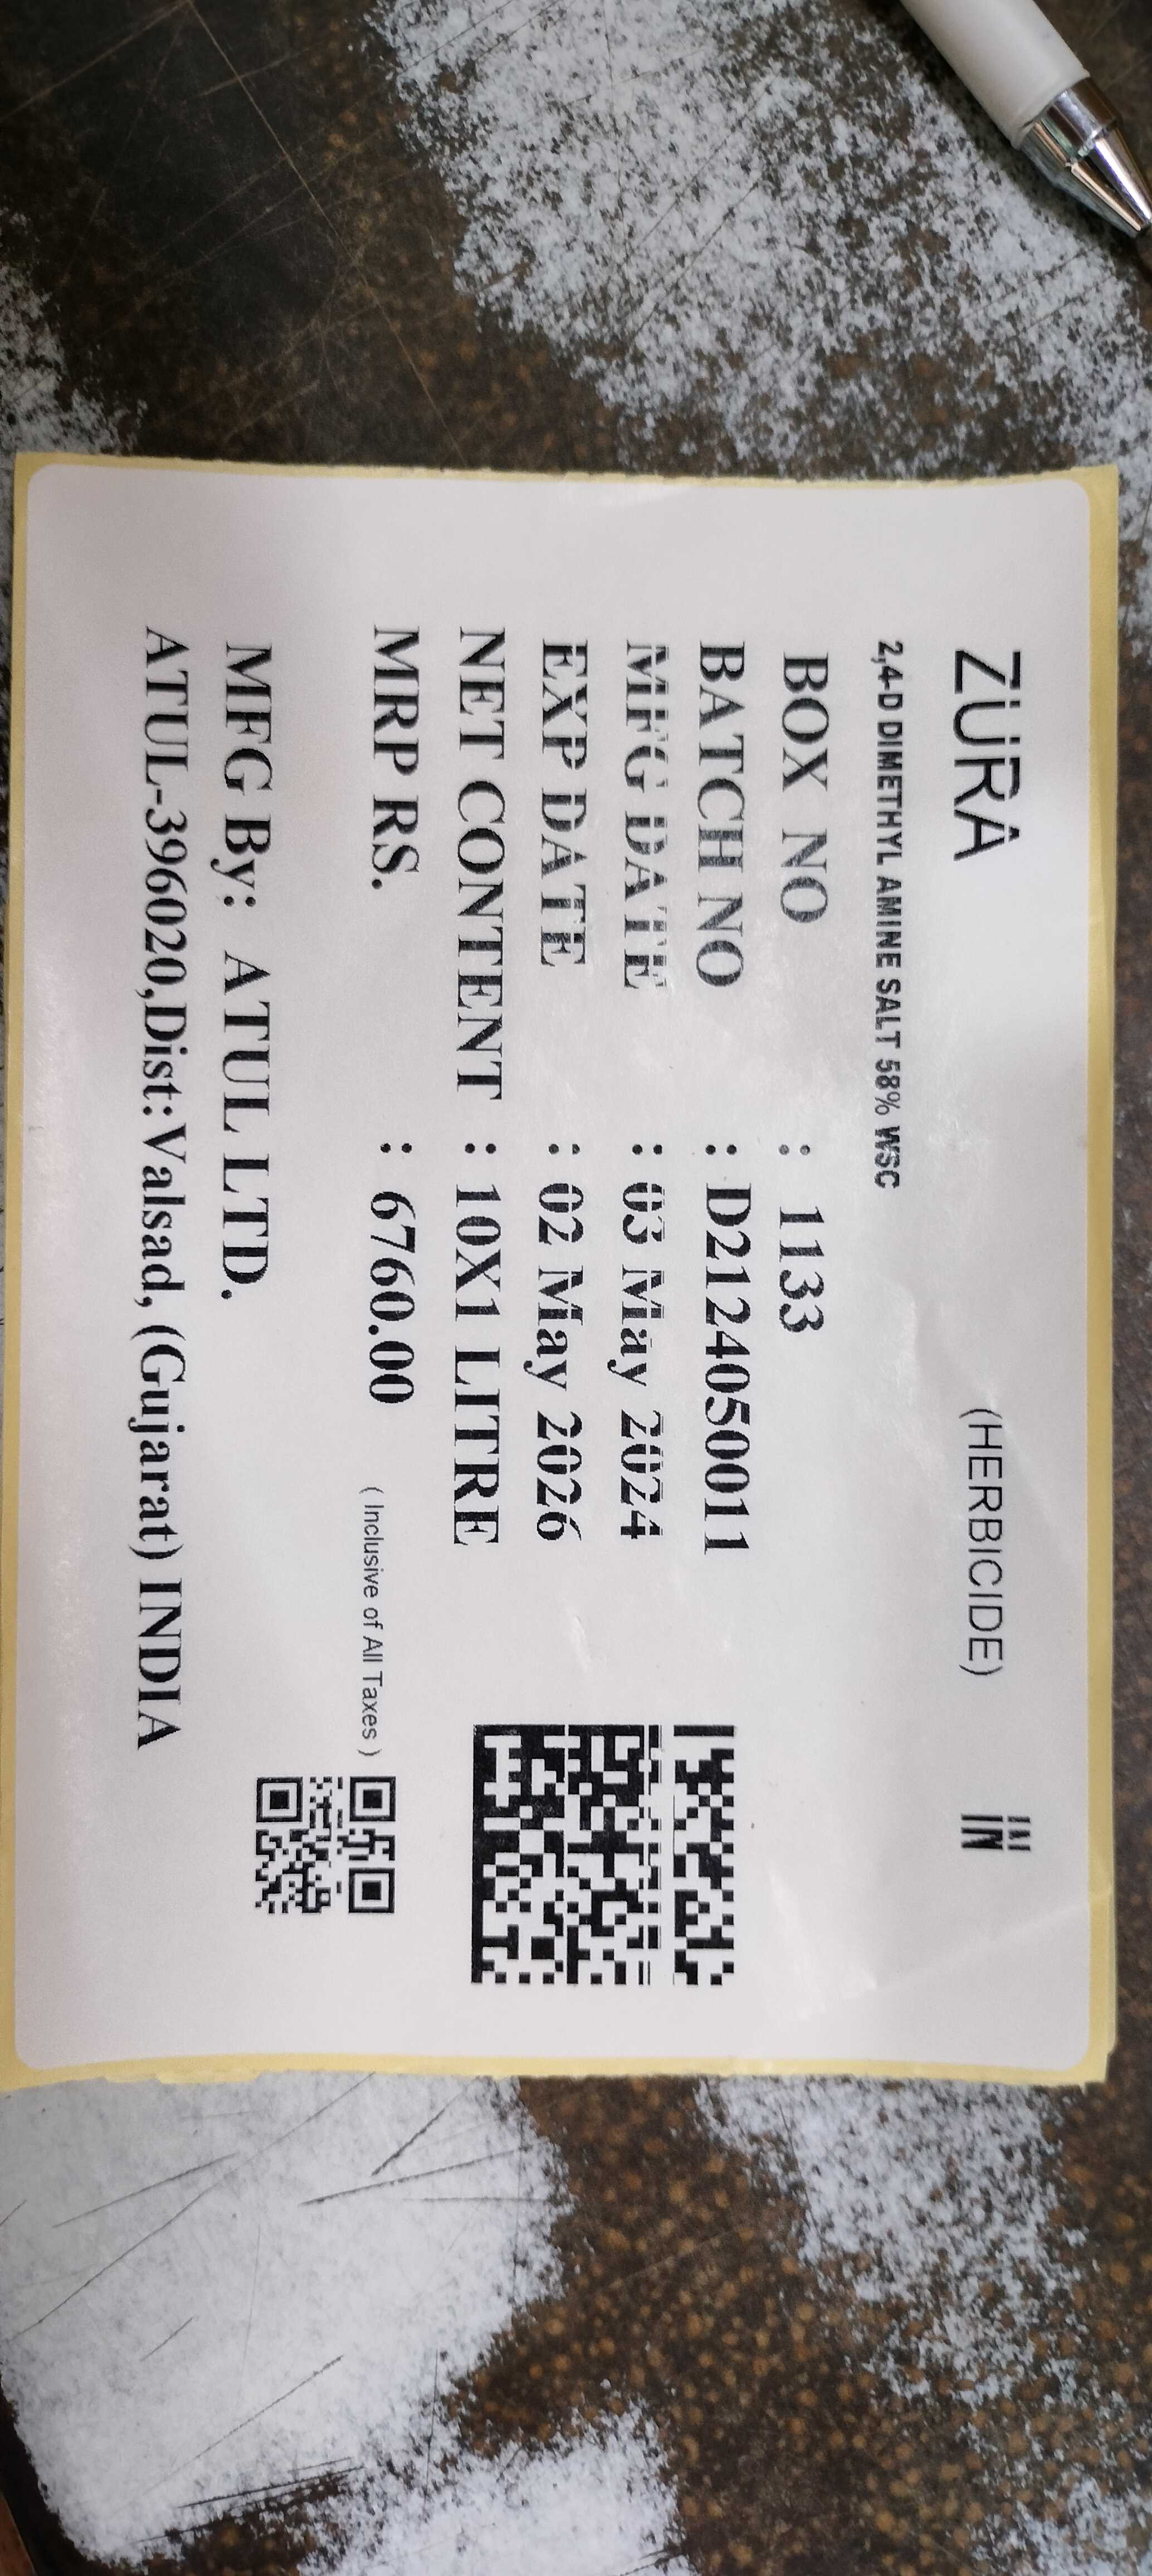 ZURA (HERBICIDE) IN
2,4-D DIMETHYL AMINE SALT 58% WSC
BOX NO : 1133
BATCH NO : D2124050011
MFG DATE : 03 May 2024
EXP DATE : 02 May 2026
NET CONTENT : 10X1 LITRE
MRP RS. : 6760.00 ( Inclusive of All Taxes )
MFG By: ATUL LTD.
ATUL-396020,Dist:Valsad, (Gujarat) INDIA